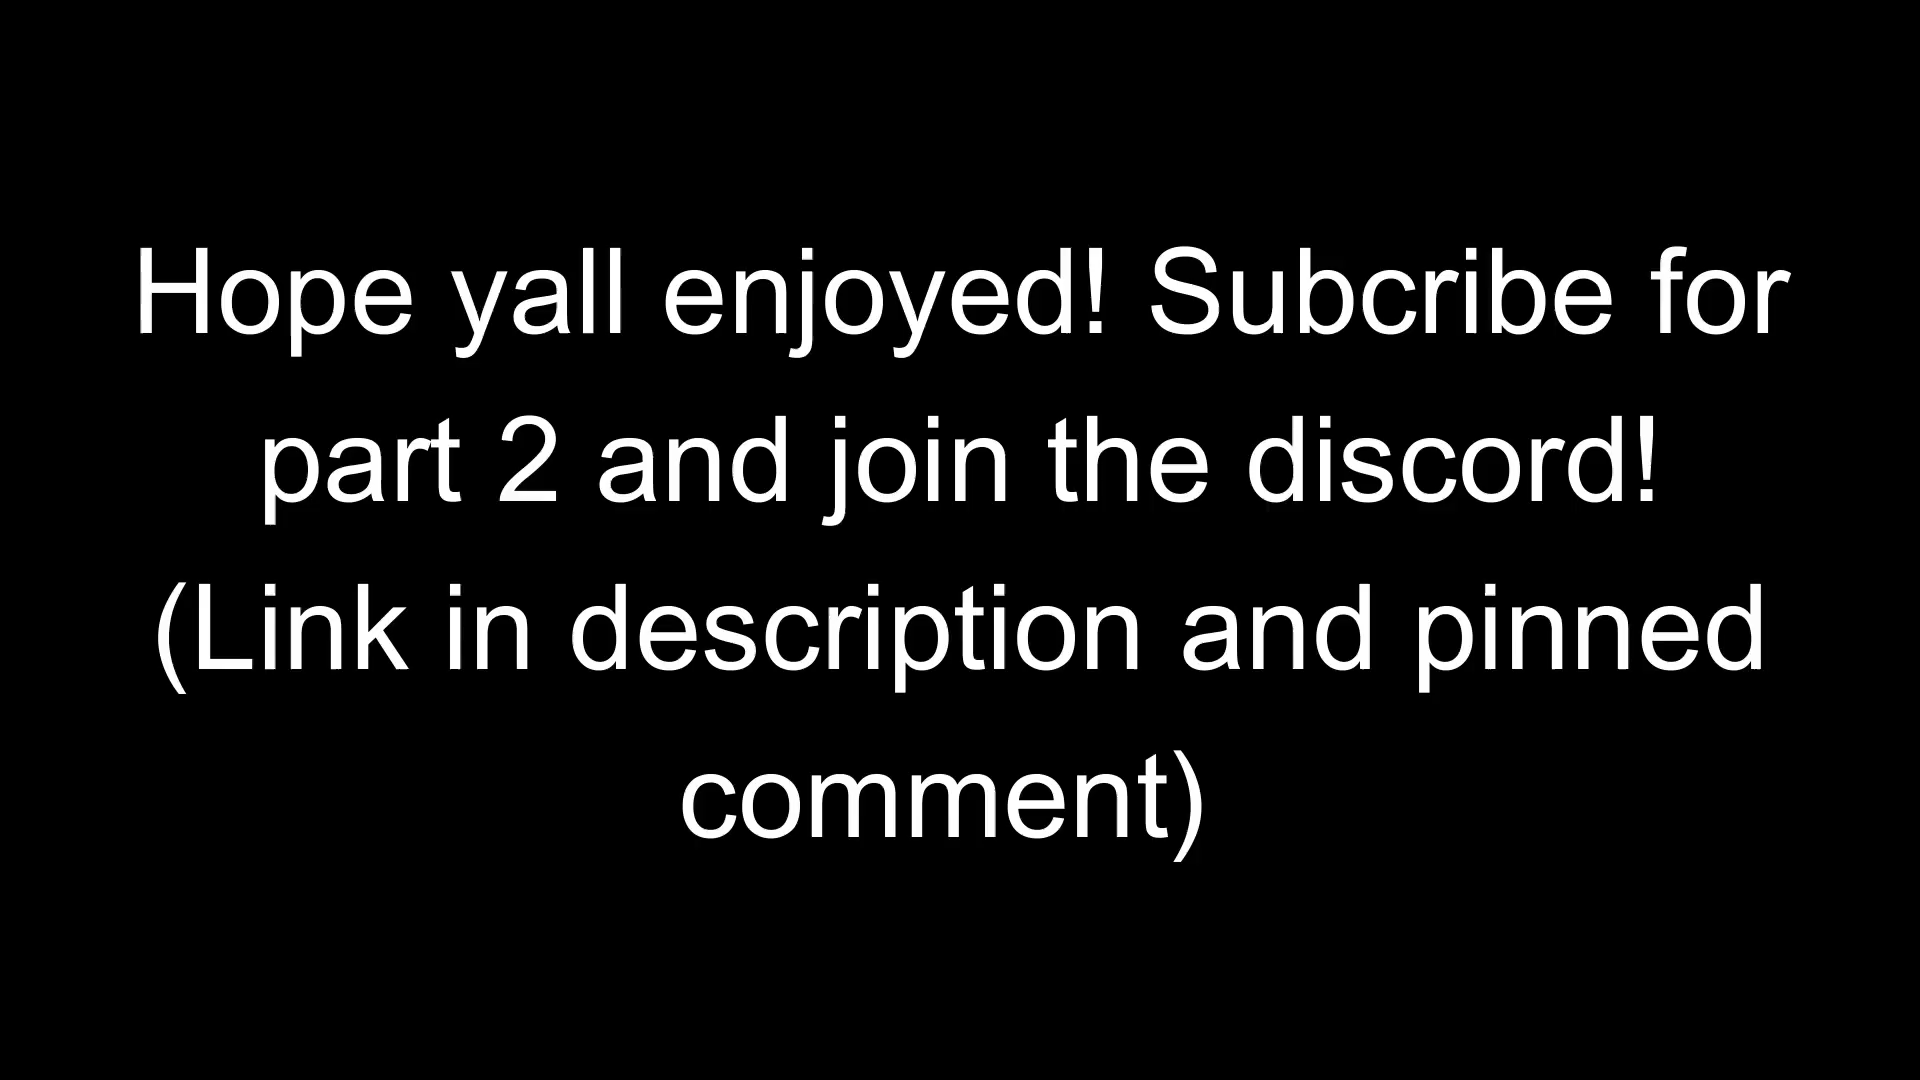 Hope yall enjoyed! Subcribe for
part 2 and join the discord!
(Link in description and pinned
comment)